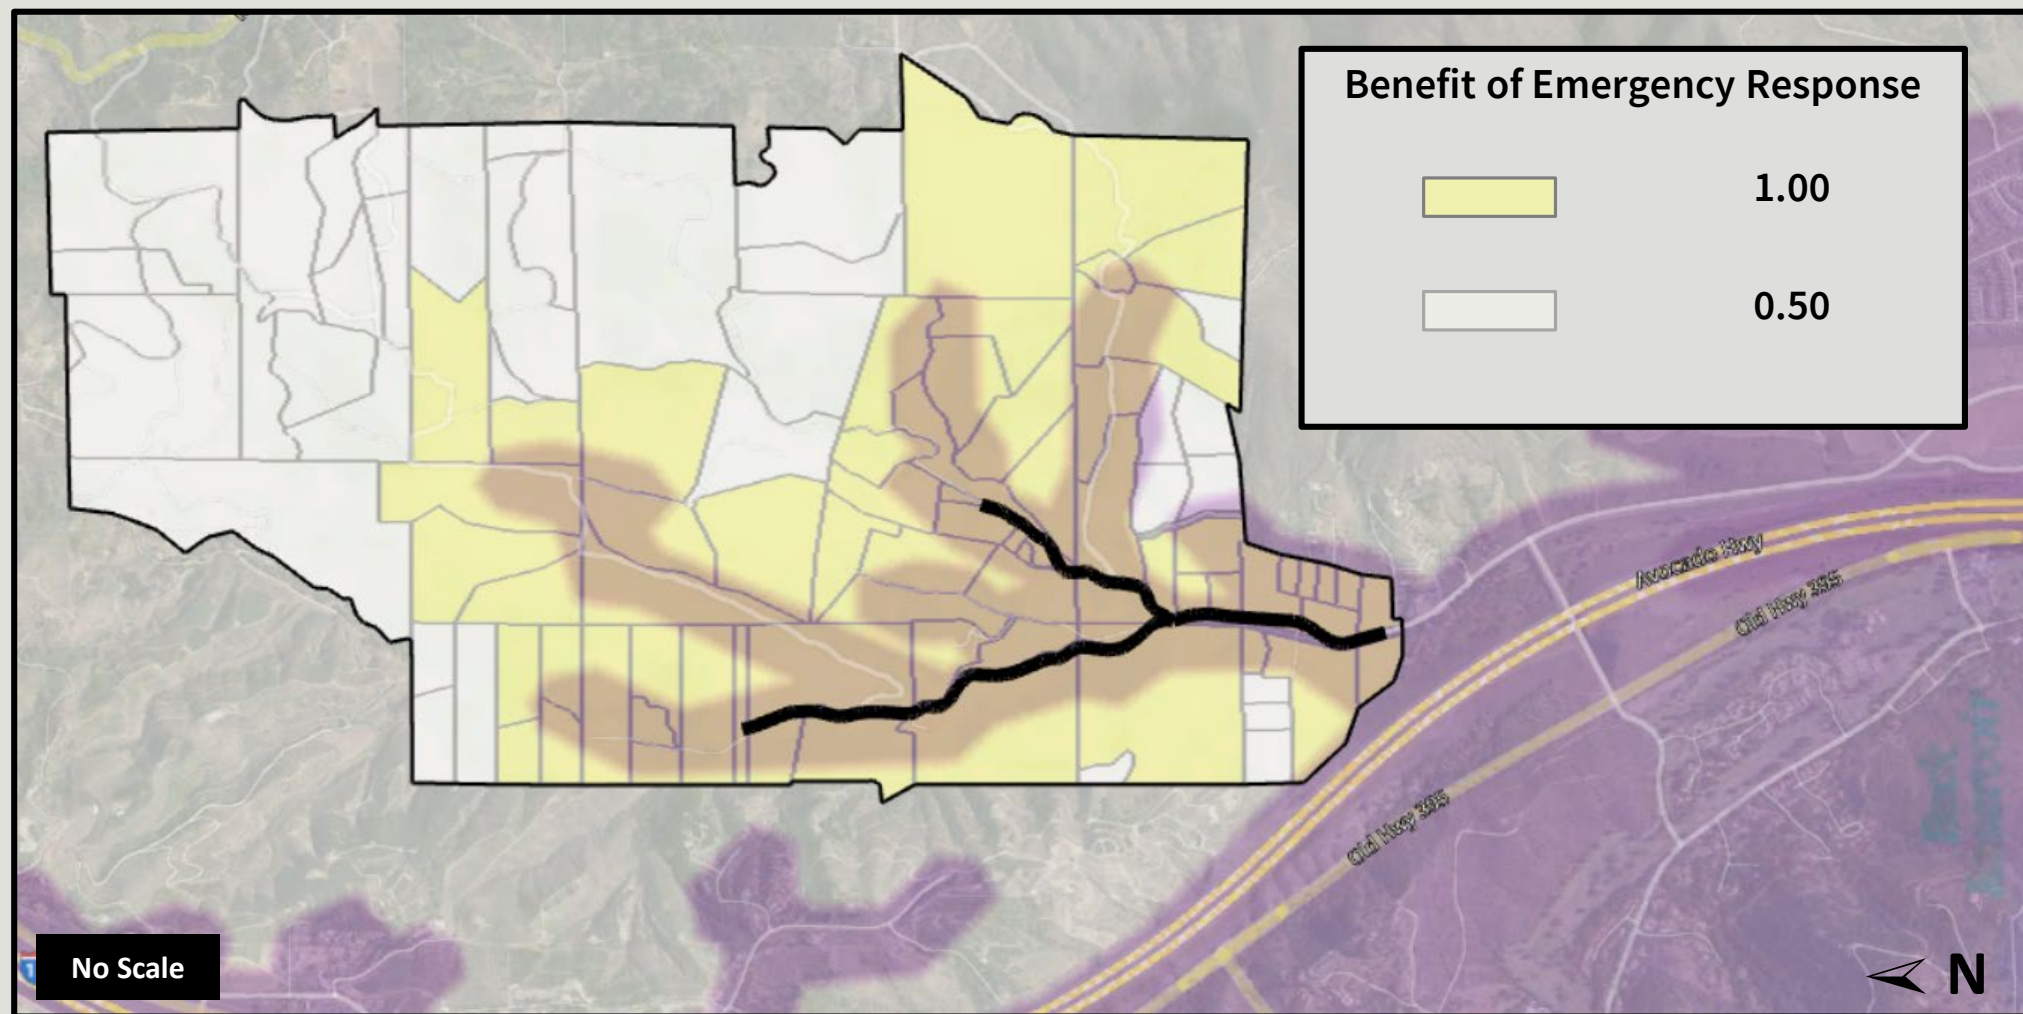 Benefit of Emergency Response
1.00
0.50
Avocado Hwy
Old Hwy 395
Old Hwy 395
No Scale
N